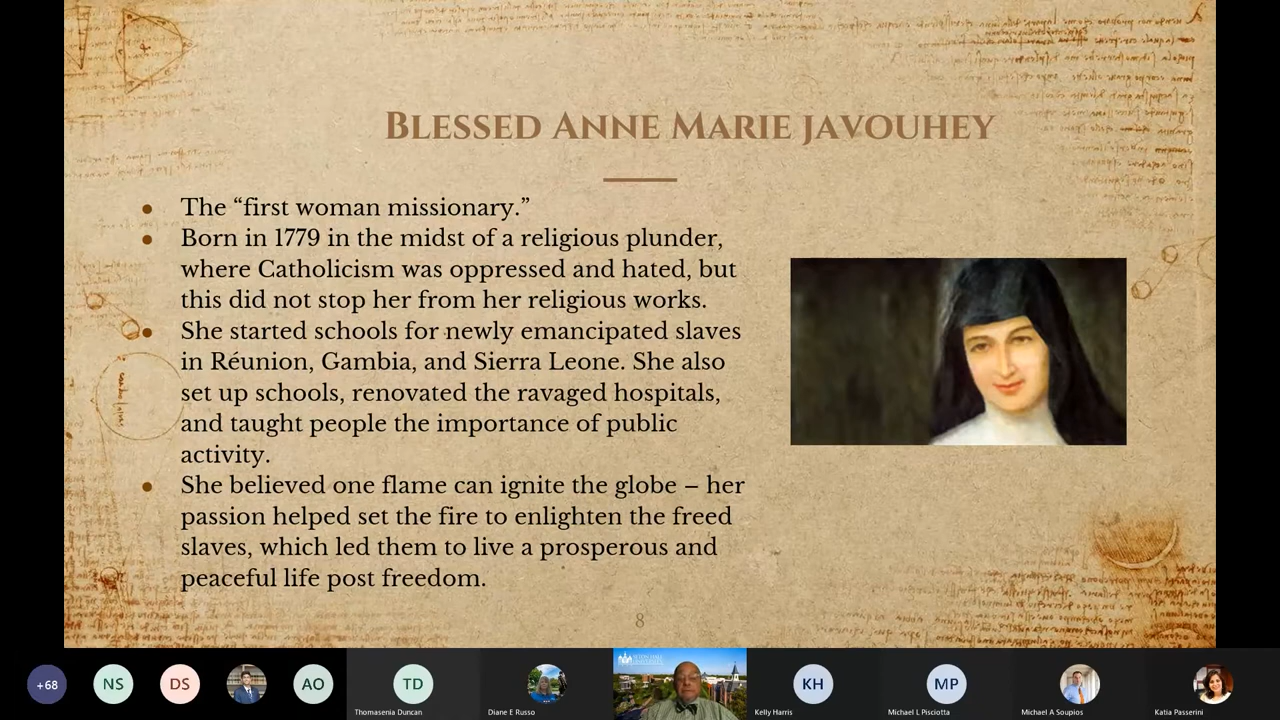 BLESSED ANNE MARIE JAVOUHEY
● The “first woman missionary.”
● Born in 1779 in the midst of a religious plunder,
where Catholicism was oppressed and hated, but
this did not stop her from her religious works.
● She started schools for newly emancipated slaves
in Réunion, Gambia, and Sierra Leone. She also
set up schools, renovated the ravaged hospitals,
and taught people the importance of public
activity.
● She believed one flame can ignite the globe – her
passion helped set the fire to enlighten the freed
slaves, which led them to live a prosperous and
peaceful life post freedom.
8
+68
NS
DS
AO
TD
Thomasenia Duncan
Diane E Russo
SETON HALL
UNIVERSITY
KH
Kelly Harris
MP
Michael L Pisciotta
Michael A Soupios
Katia Passerini